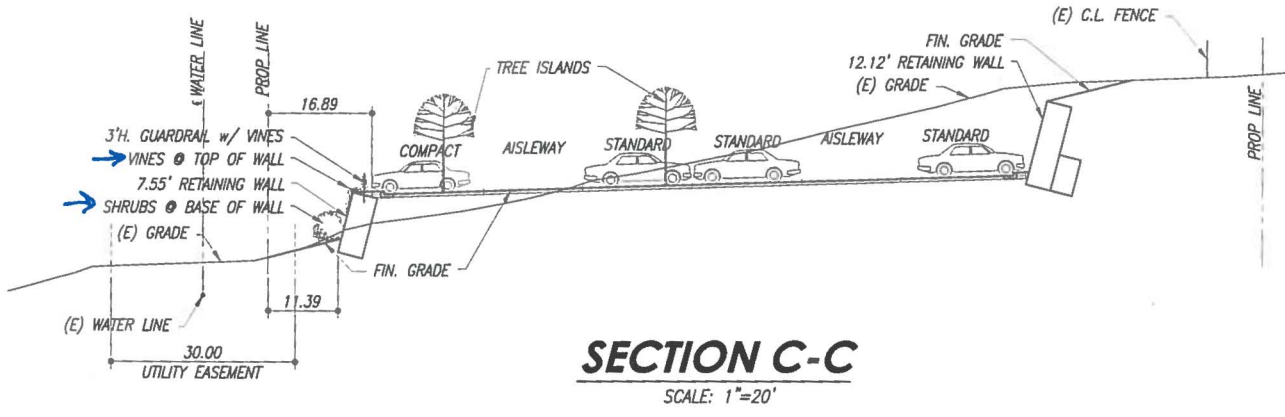 (E) C.L. FENCE
FIN. GRADE
12.12' RETAINING WALL
(E) GRADE
PROP LINE
℄ WATER LINE
PROP LINE
16.89
TREE ISLANDS
3'H. GUARDRAIL w/ VINES
VINES @ TOP OF WALL
7.55' RETAINING WALL
SHRUBS @ BASE OF WALL
(E) GRADE
COMPACT
AISLEWAY
STANDARD
STANDARD
AISLEWAY
STANDARD
FIN. GRADE
11.39
(E) WATER LINE
30.00
UTILITY EASEMENT
SECTION C-C
SCALE: 1"=20'